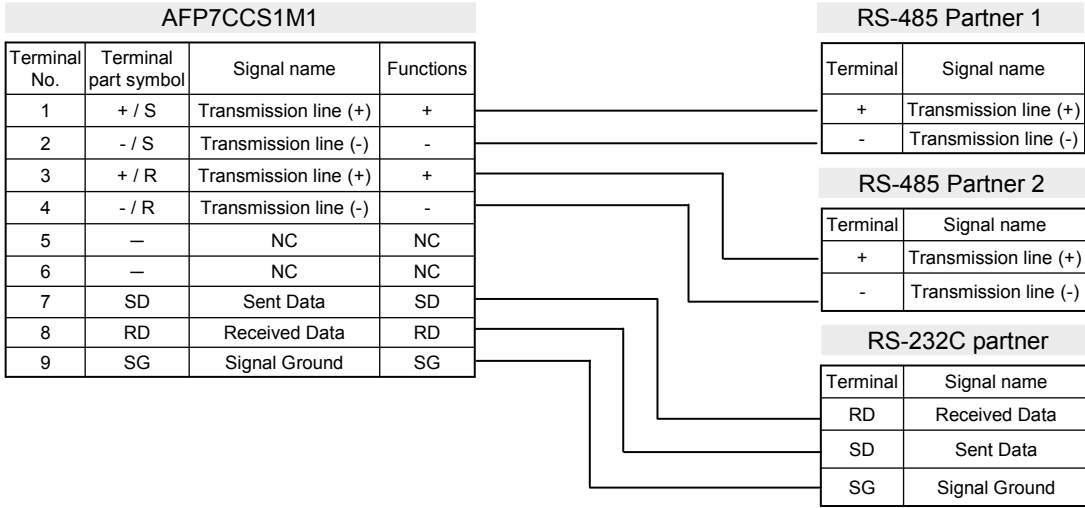 AFP7CCS1M1
Terminal No. Terminal part symbol Signal name Functions
1 + / S Transmission line (+) +
2 - / S Transmission line (-) -
3 + / R Transmission line (+) +
4 - / R Transmission line (-) -
5 — NC NC
6 — NC NC
7 SD Sent Data SD
8 RD Received Data RD
9 SG Signal Ground SG
RS-485 Partner 1
Terminal Signal name
+ Transmission line (+)
- Transmission line (-)
RS-485 Partner 2
Terminal Signal name
+ Transmission line (+)
- Transmission line (-)
RS-232C partner
Terminal Signal name
RD Received Data
SD Sent Data
SG Signal Ground